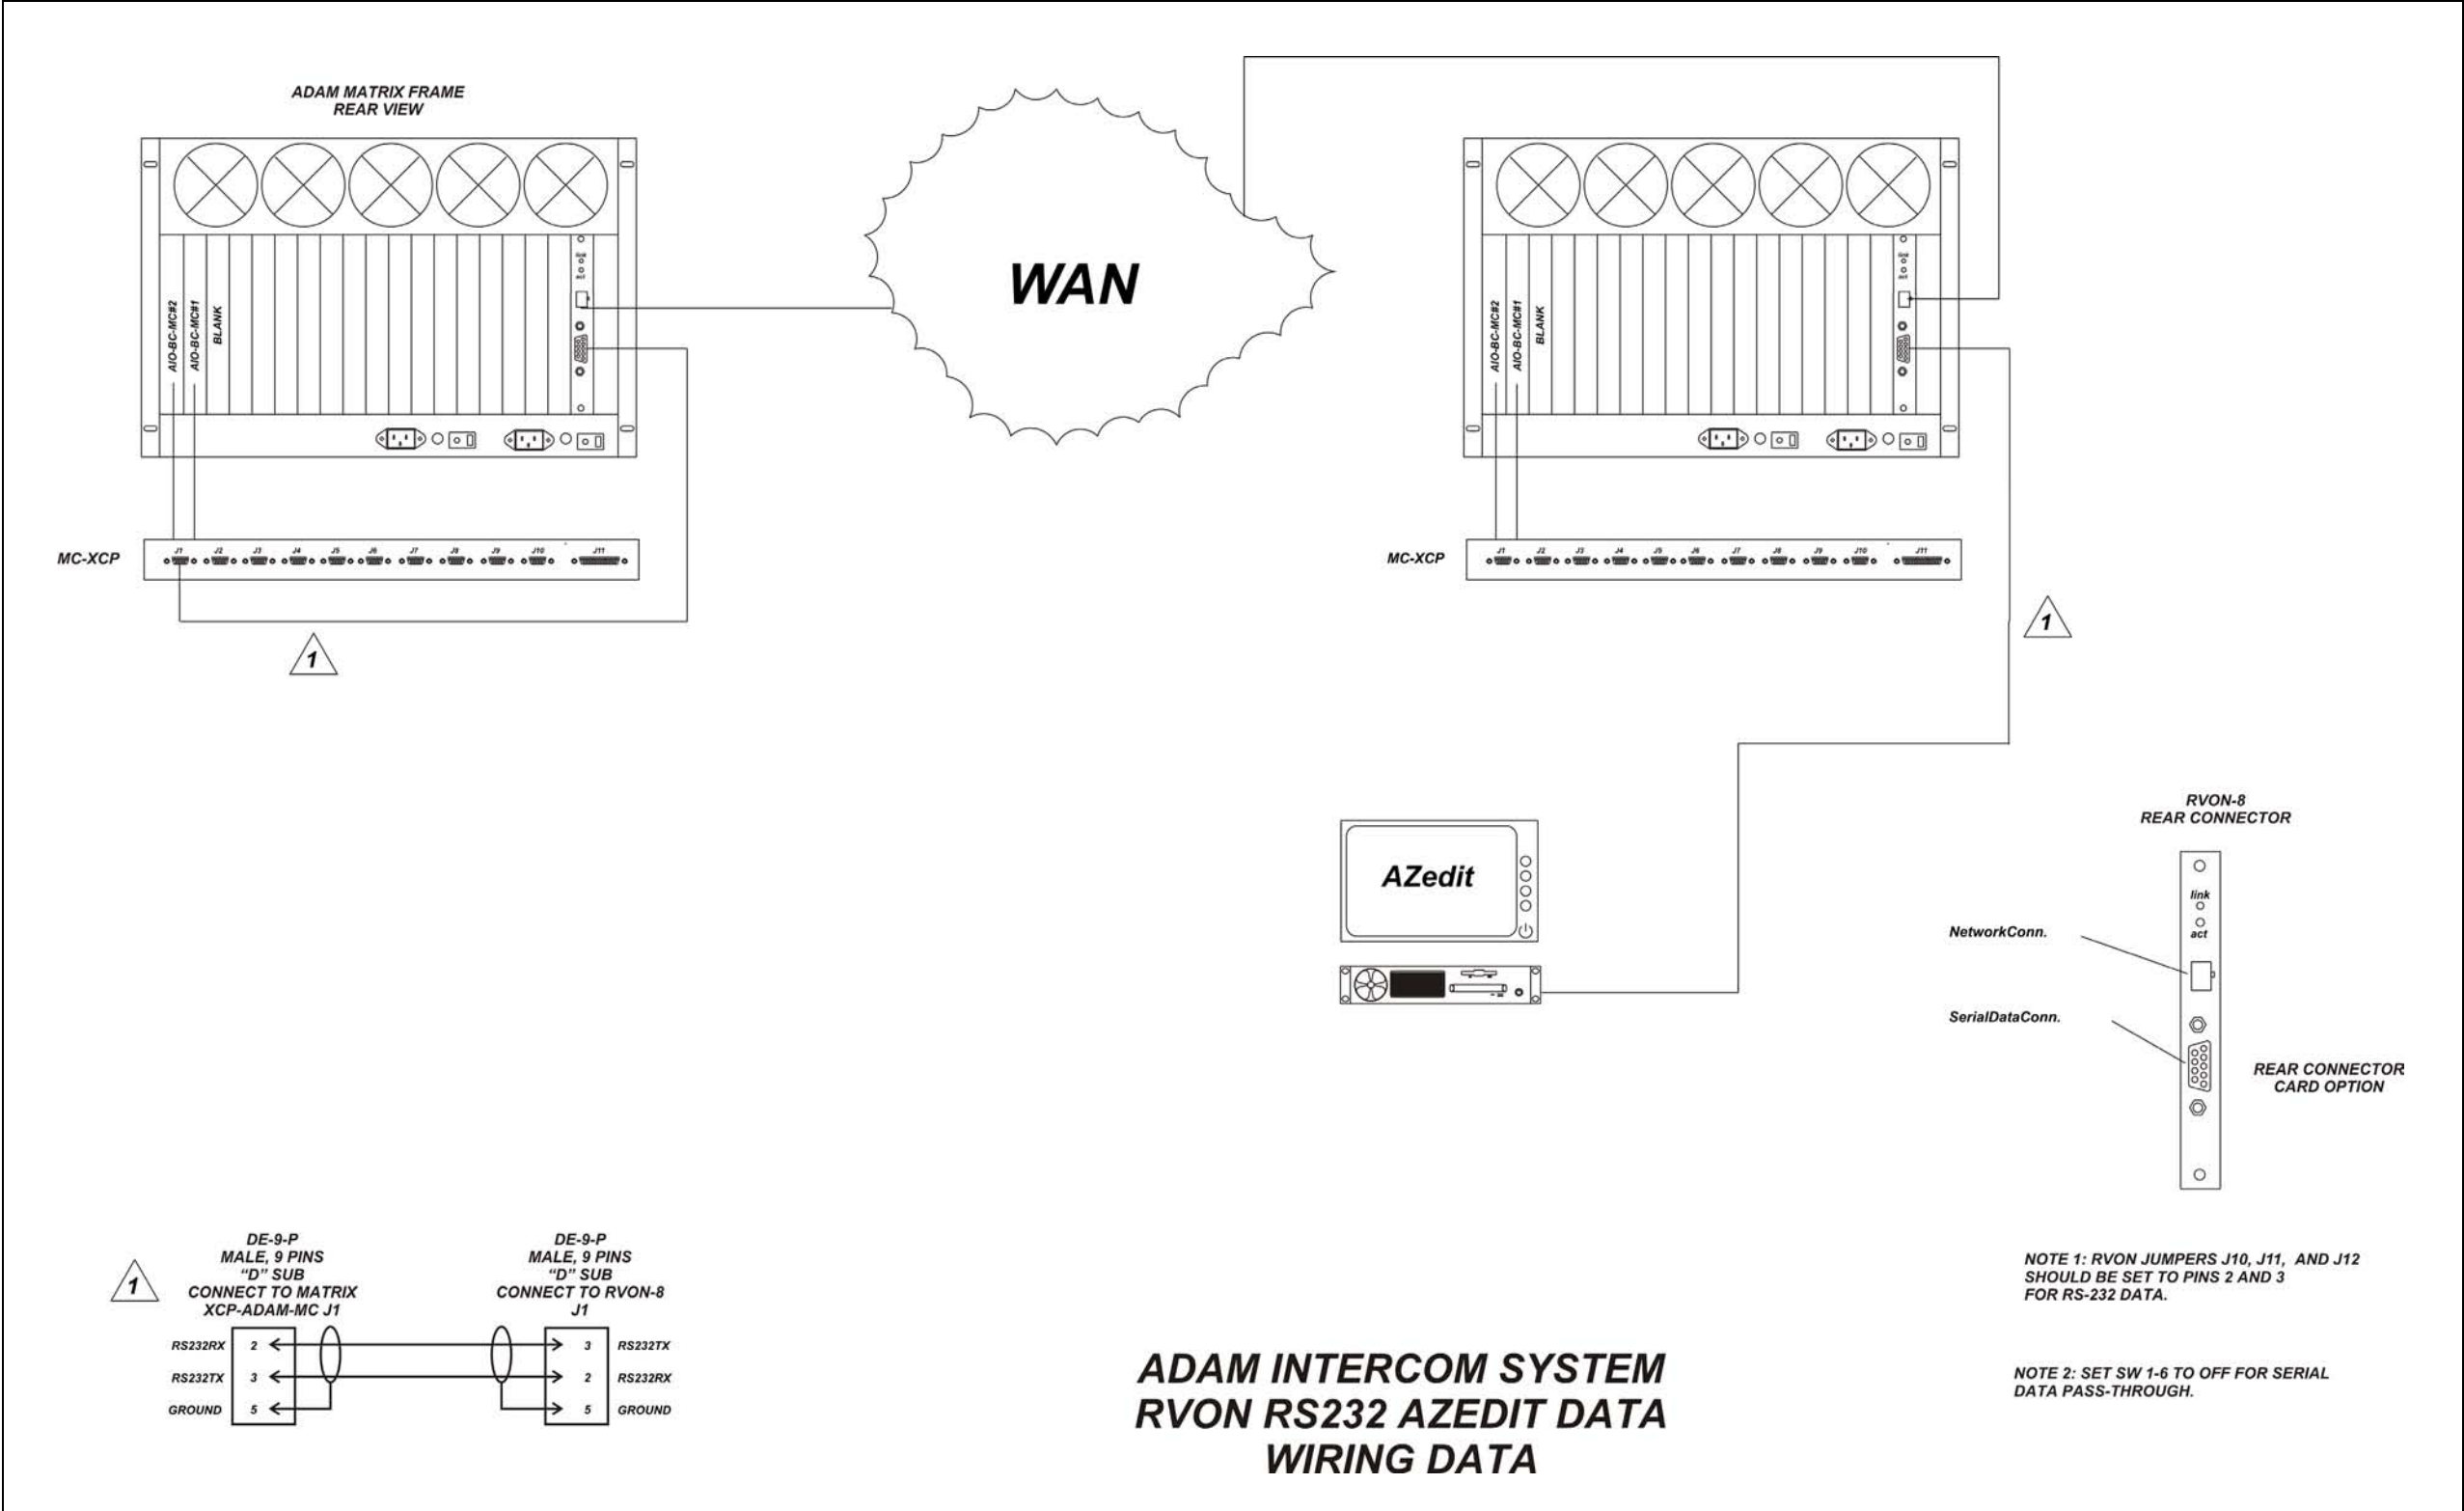 ADAM MATRIX FRAME
REAR VIEW
link
act
AIO-BC-MC#2
AIO-BC-MC#1
BLANK
WAN
link
act
AIO-BC-MC#2
AIO-BC-MC#1
BLANK
MC-XCP
J1 J2 J3 J4 J5 J6 J7 J8 J9 J10 J11
MC-XCP
J1 J2 J3 J4 J5 J6 J7 J8 J9 J10 J11
1
1
AZedit
RVON-8
REAR CONNECTOR
link
act
NetworkConn.
SerialDataConn.
REAR CONNECTOR
CARD OPTION
1
DE-9-P
MALE, 9 PINS
“D” SUB
CONNECT TO MATRIX
XCP-ADAM-MC J1
DE-9-P
MALE, 9 PINS
“D” SUB
CONNECT TO RVON-8
J1
RS232RX 2 3 RS232TX
RS232TX 3 2 RS232RX
GROUND 5 5 GROUND
NOTE 1: RVON JUMPERS J10, J11, AND J12
SHOULD BE SET TO PINS 2 AND 3
FOR RS-232 DATA.
NOTE 2: SET SW 1-6 TO OFF FOR SERIAL
DATA PASS-THROUGH.
ADAM INTERCOM SYSTEM
RVON RS232 AZEDIT DATA
WIRING DATA